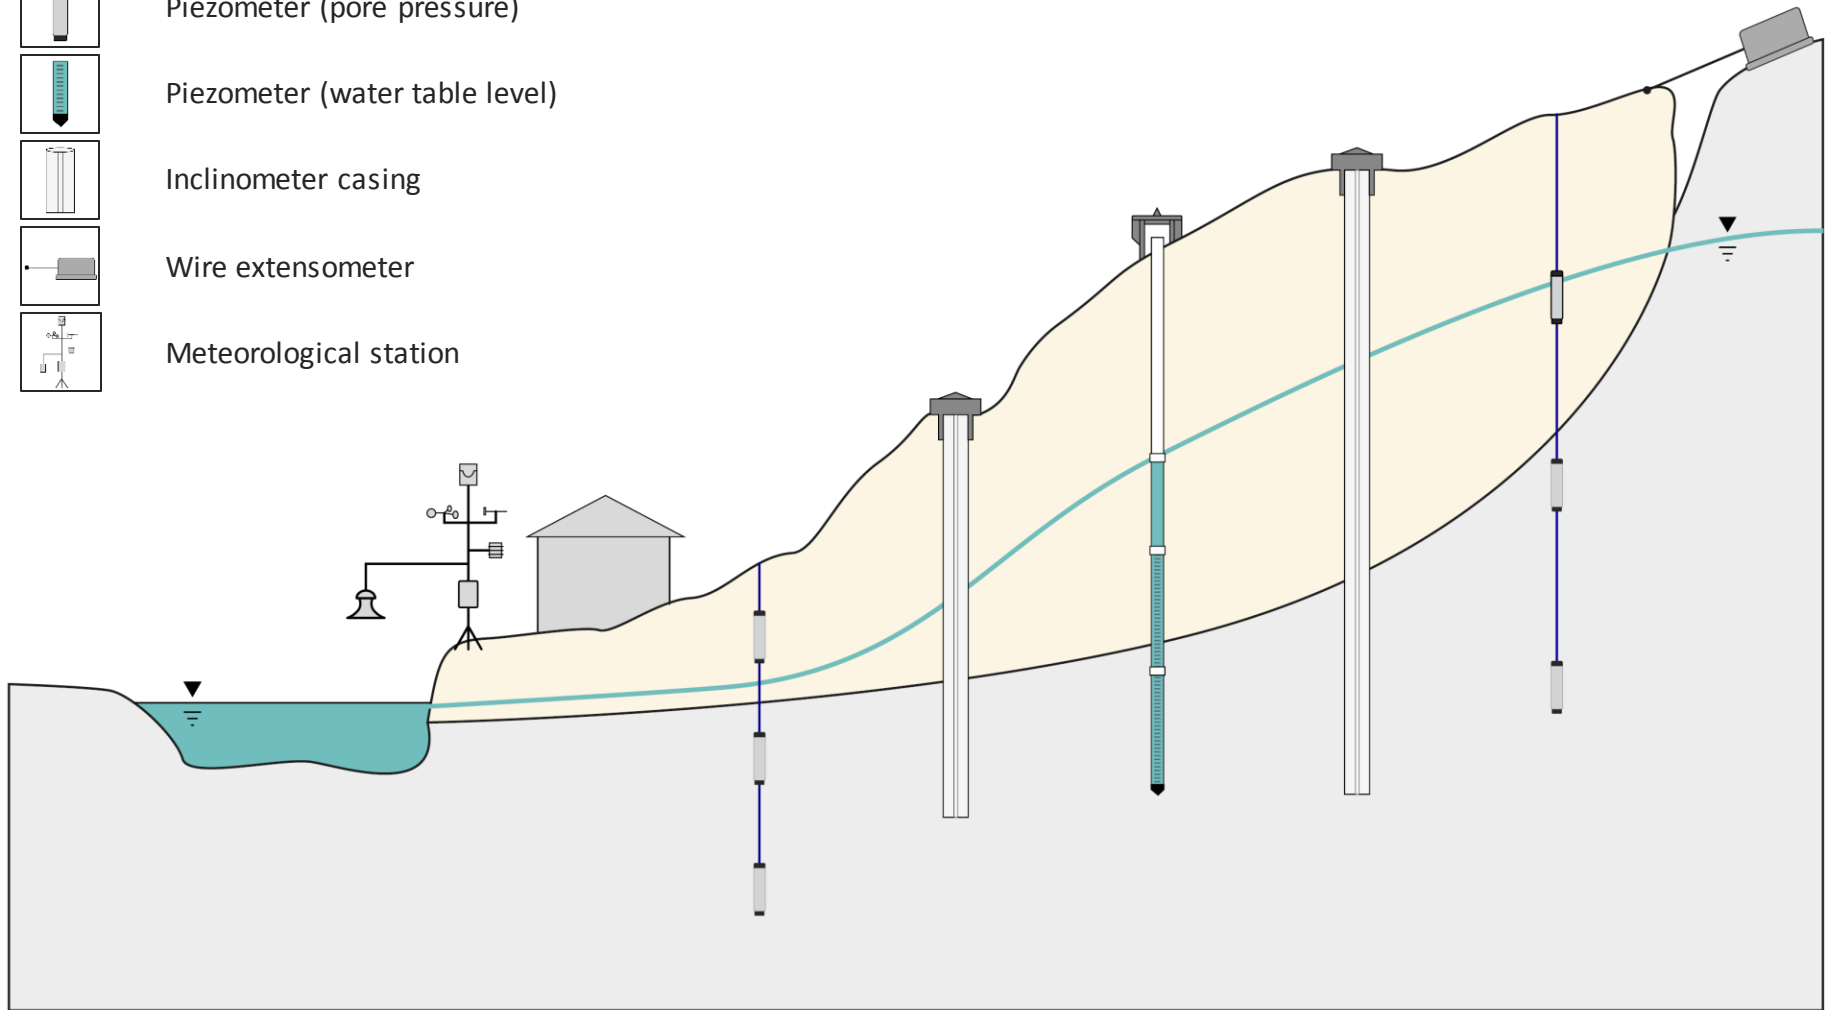 Piezometer (pore pressure)
Piezometer (water table level)
Inclinometer casing
Wire extensometer
Meteorological station